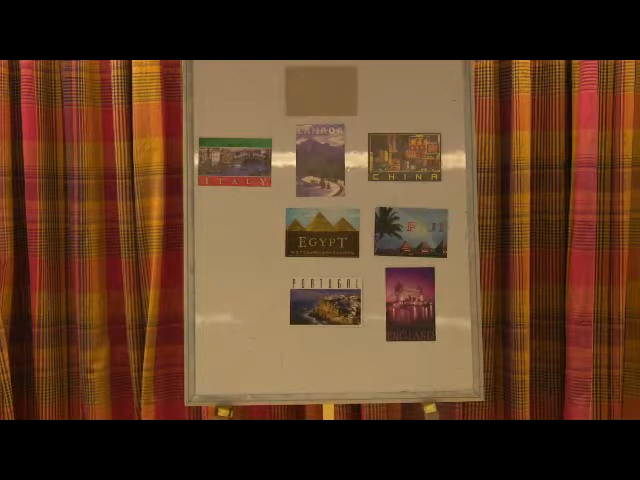 CANADA
ITALY
CHINA
EGYPT
FIJI
PORTUGAL
ENGLAND